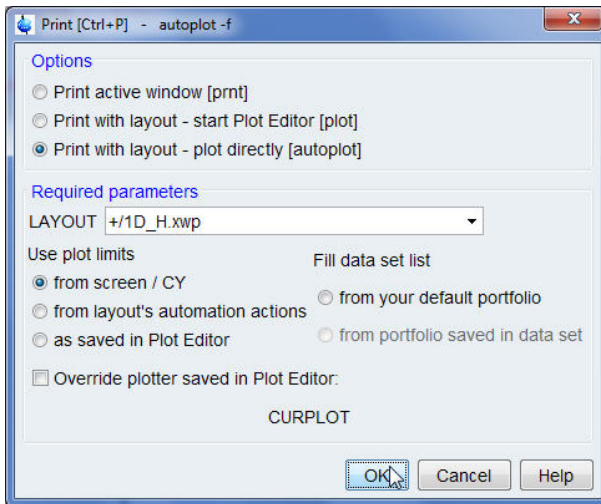 Print [Ctrl+P] - autoplot -f
Options
Print active window [prnt]
Print with layout - start Plot Editor [plot]
Print with layout - plot directly [autoplot]
Required parameters
LAYOUT +/1D_H.xwp
Use plot limits
from screen / CY
from layout's automation actions
as saved in Plot Editor
Fill data set list
from your default portfolio
from portfolio saved in data set
Override plotter saved in Plot Editor:
CURPLOT
OK Cancel Help